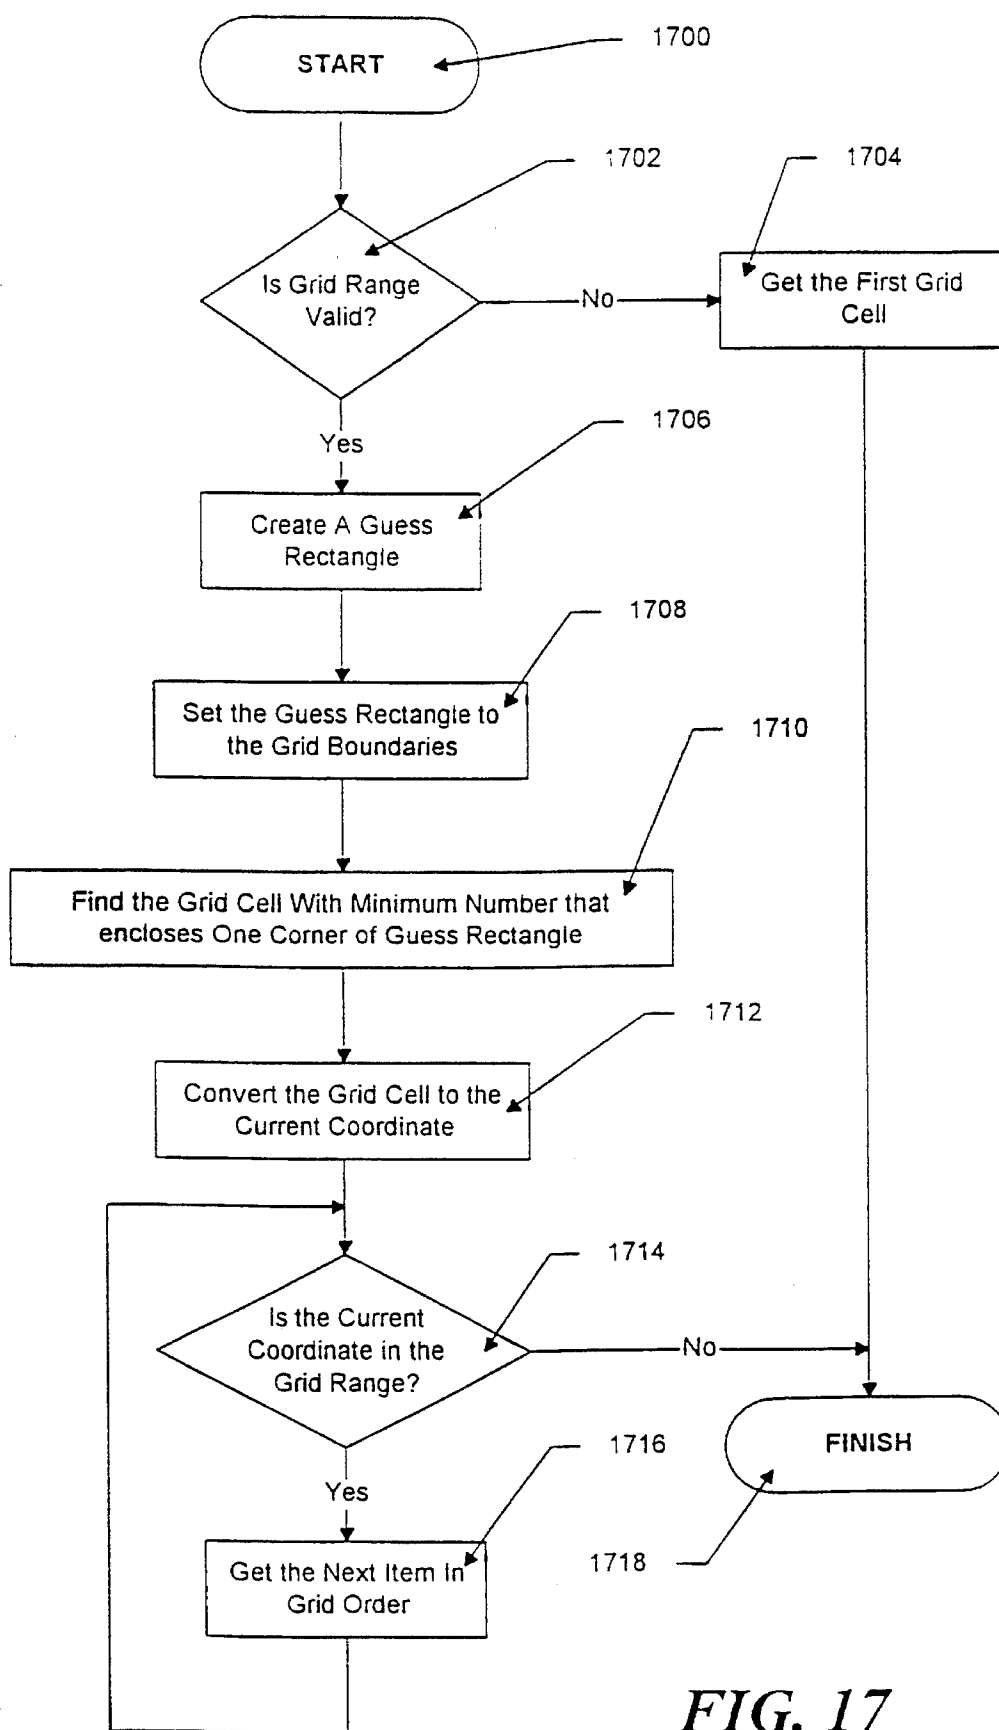 START
1700
1702
1704
Is Grid Range
Valid?
No
Get the First Grid
Cell
Yes
1706
Create A Guess
Rectangle
1708
Set the Guess Rectangle to
the Grid Boundaries
1710
Find the Grid Cell With Minimum Number that
encloses One Corner of Guess Rectangle
1712
Convert the Grid Cell to the
Current Coordinate
1714
Is the Current
Coordinate in the
Grid Range?
No
FINISH
1716
Yes
1718
Get the Next Item In
Grid Order
FIG. 17